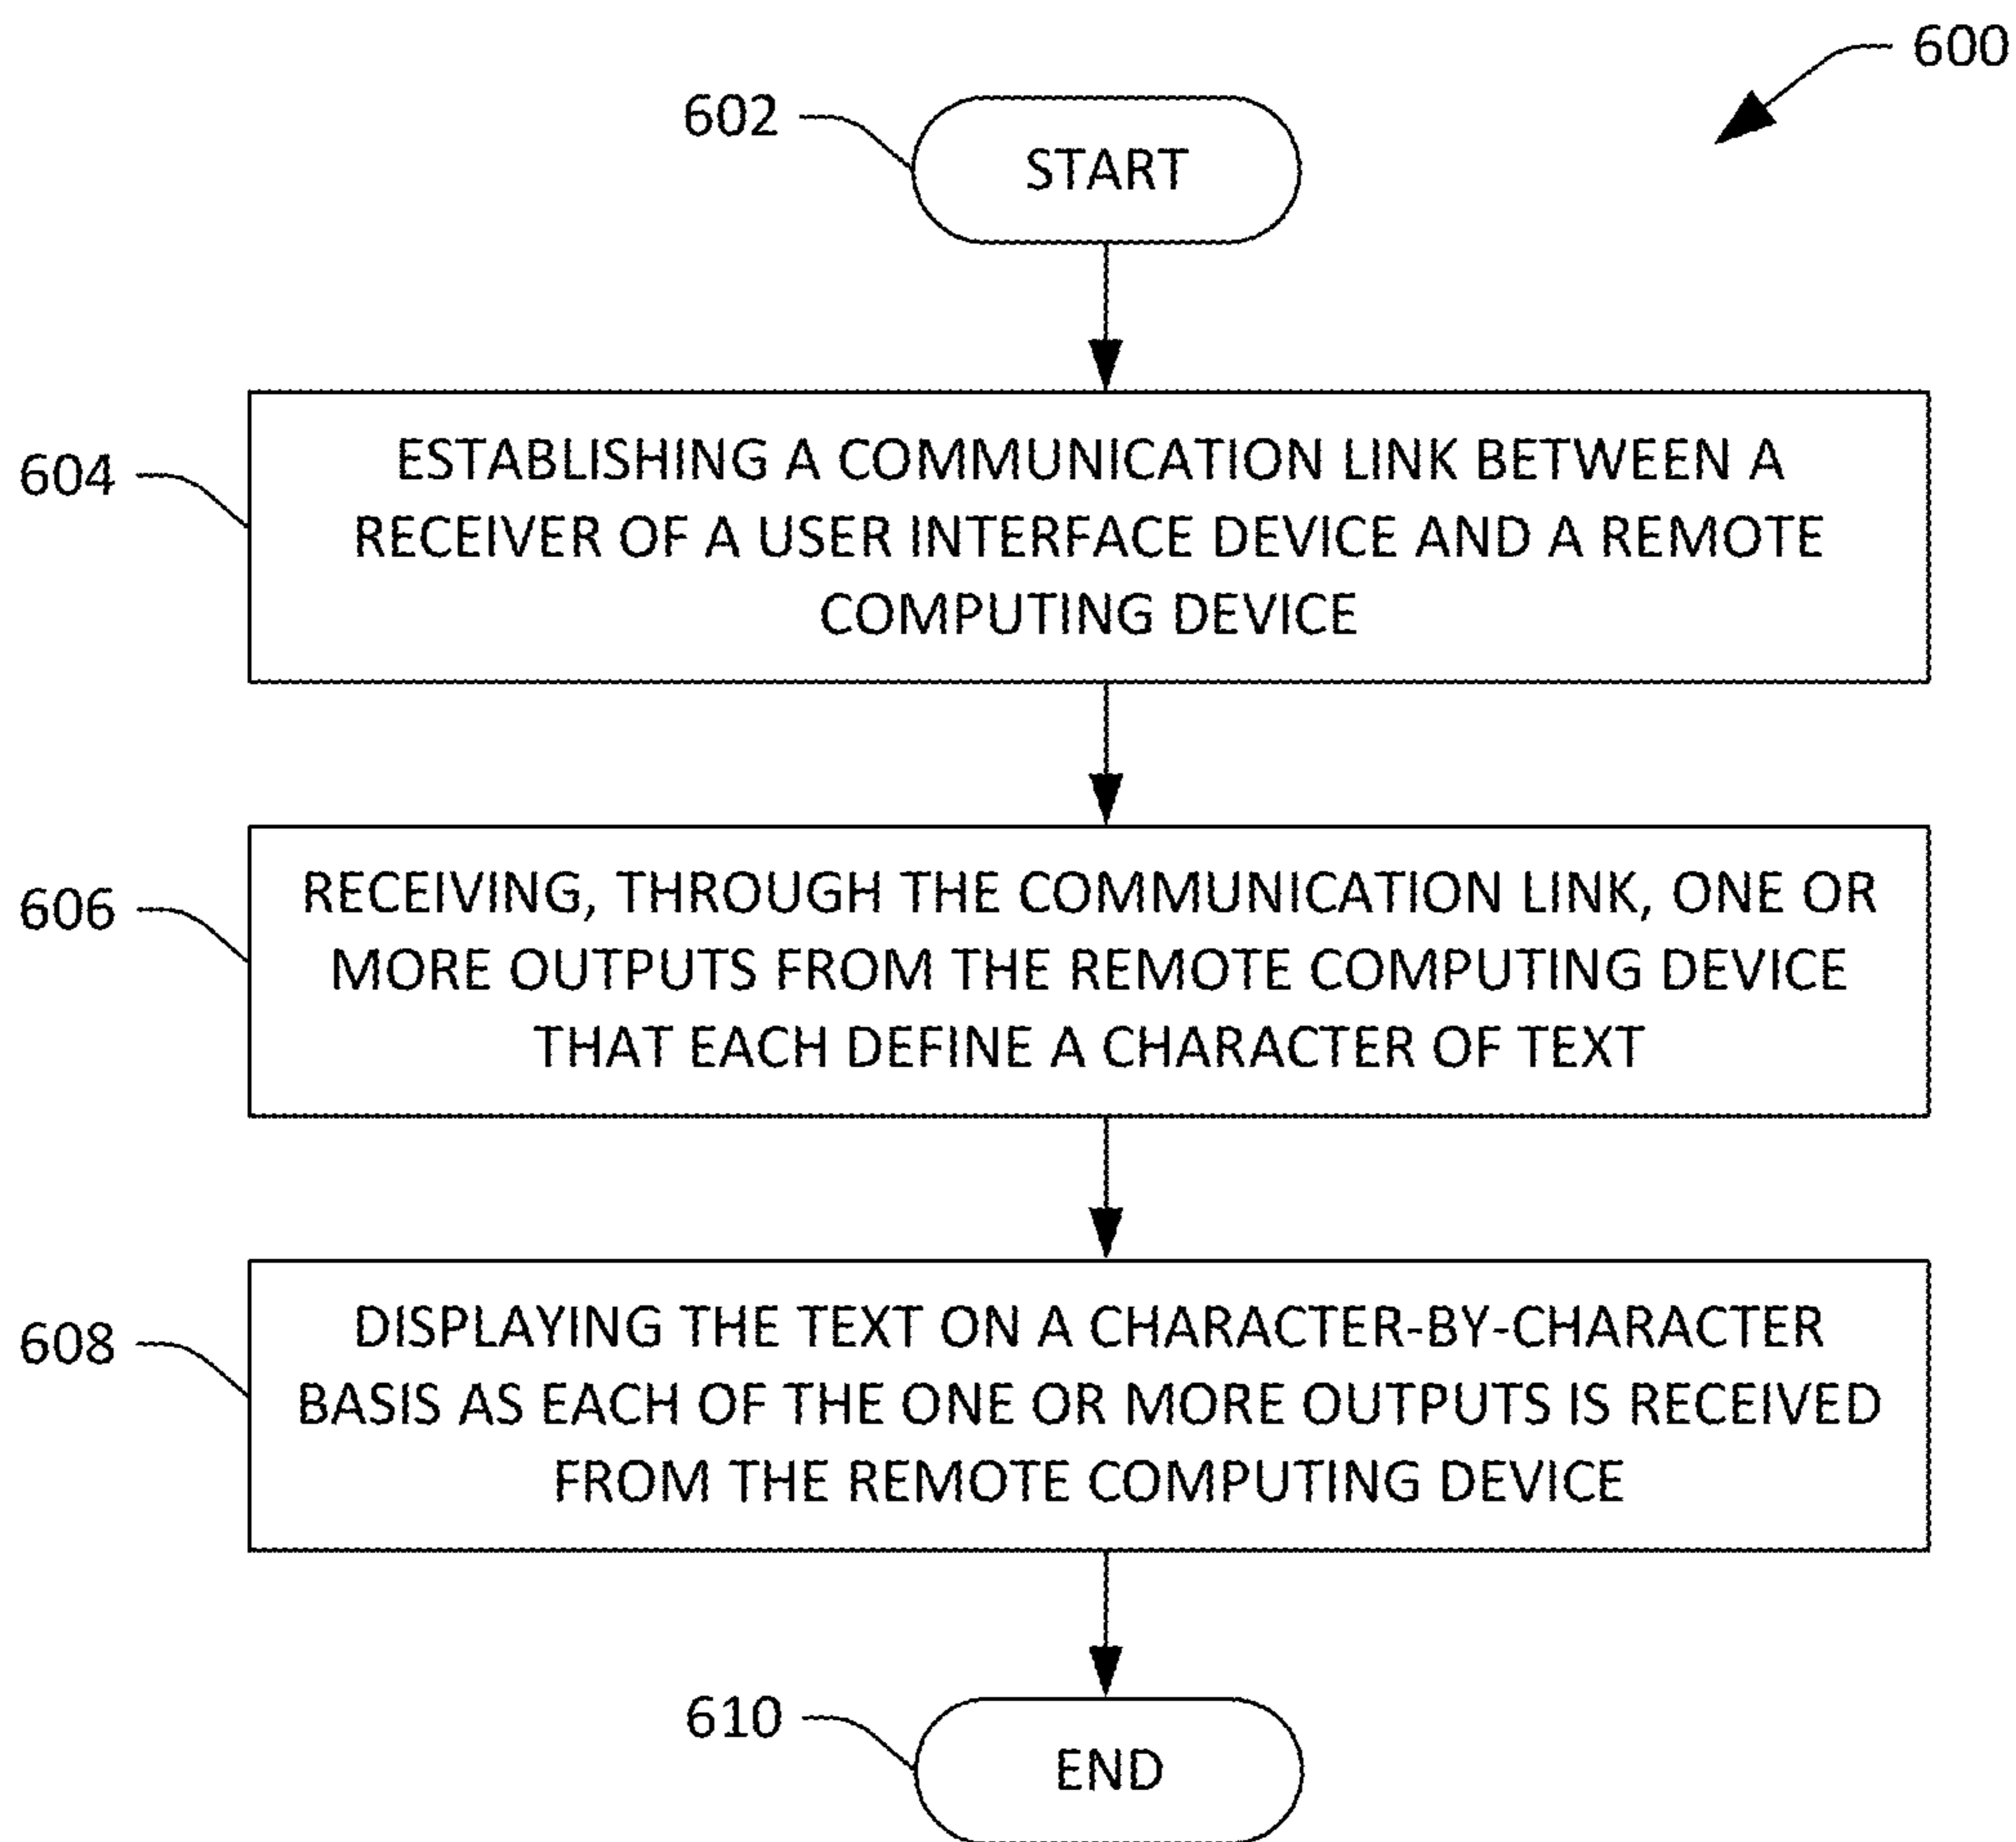 600
602
START
604
ESTABLISHING A COMMUNICATION LINK BETWEEN A
RECEIVER OF A USER INTERFACE DEVICE AND A REMOTE
COMPUTING DEVICE
606
RECEIVING, THROUGH THE COMMUNICATION LINK, ONE OR
MORE OUTPUTS FROM THE REMOTE COMPUTING DEVICE
THAT EACH DEFINE A CHARACTER OF TEXT
608
DISPLAYING THE TEXT ON A CHARACTER-BY-CHARACTER
BASIS AS EACH OF THE ONE OR MORE OUTPUTS IS RECEIVED
FROM THE REMOTE COMPUTING DEVICE
610
END